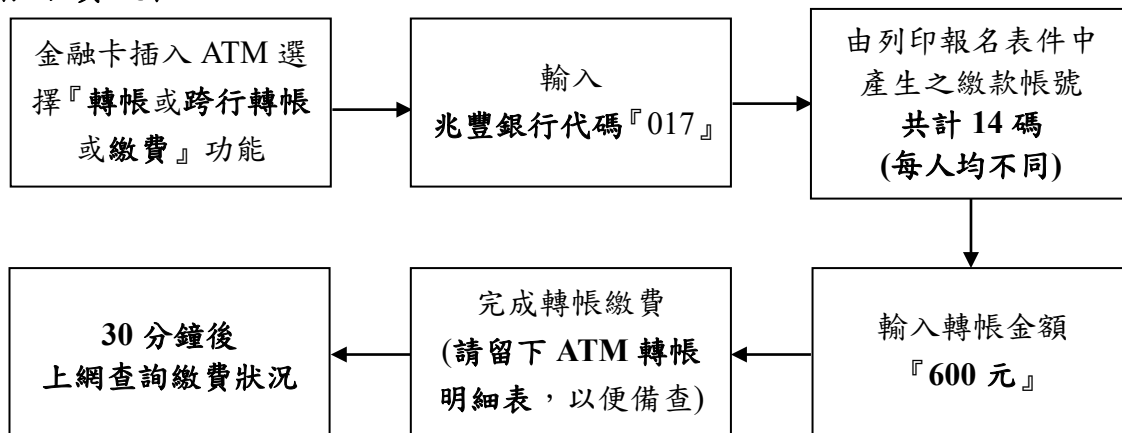 金融卡插入 ATM 選
擇『轉帳或跨行轉帳
或繳費』功能
輸入
兆豐銀行代碼『017』
由列印報名表件中
產生之繳款帳號
共計 14 碼
(每人均不同)
輸入轉帳金額
『600 元』
完成轉帳繳費
(請留下 ATM 轉帳
明細表，以便備查)
30 分鐘後
上網查詢繳費狀況